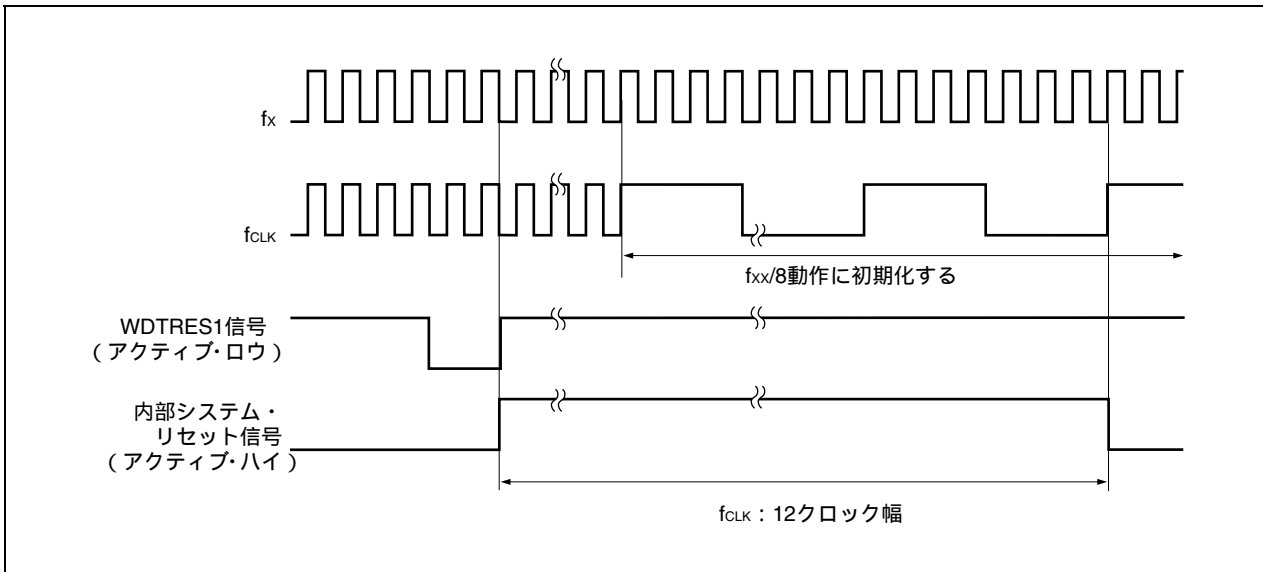 fX
fCLK
fXX/8動作に初期化する
WDTRES1信号
（アクティブ・ロウ）
内部システム・
リセット信号
（アクティブ・ハイ）
fCLK：12クロック幅